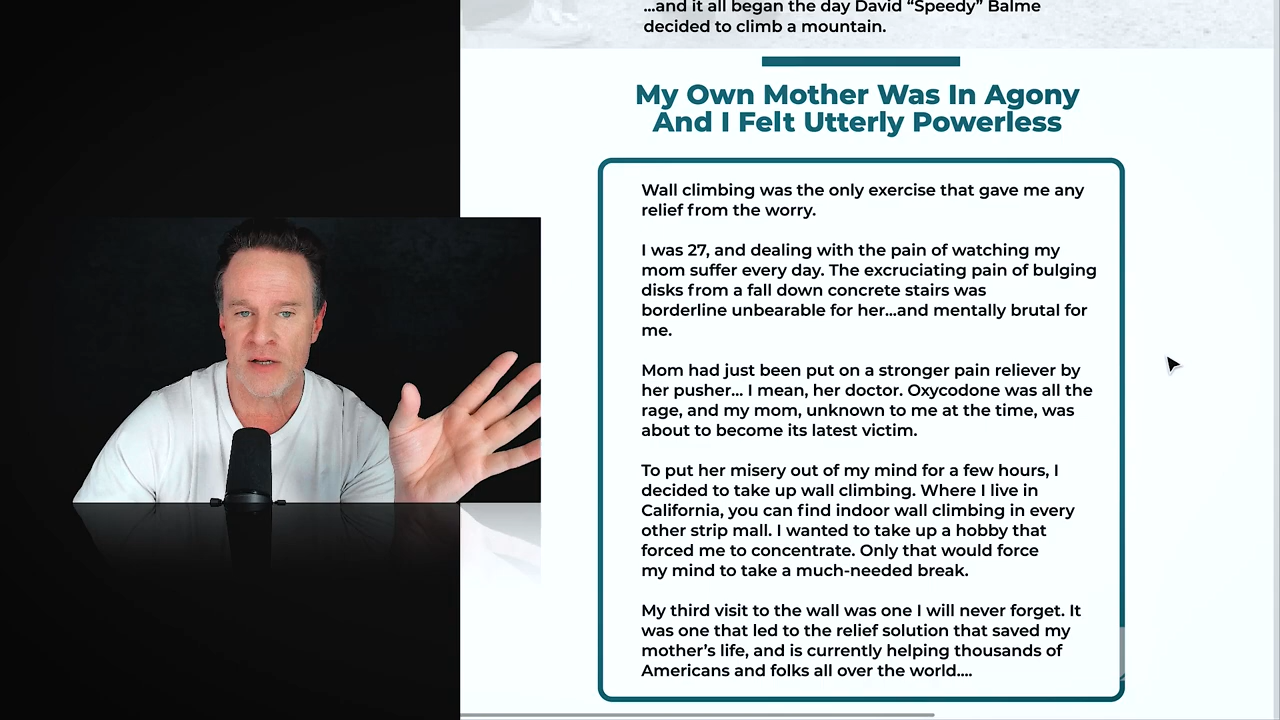 ...and it all began the day David “Speedy” Balme
decided to climb a mountain.
My Own Mother Was In Agony
And I Felt Utterly Powerless
Wall climbing was the only exercise that gave me any
relief from the worry.
I was 27, and dealing with the pain of watching my
mom suffer every day. The excruciating pain of bulging
disks from a fall down concrete stairs was
borderline unbearable for her...and mentally brutal for
me.
Mom had just been put on a stronger pain reliever by
her pusher... I mean, her doctor. Oxycodone was all the
rage, and my mom, unknown to me at the time, was
about to become its latest victim.
To put her misery out of my mind for a few hours, I
decided to take up wall climbing. Where I live in
California, you can find indoor wall climbing in every
other strip mall. I wanted to take up a hobby that
forced me to concentrate. Only that would force
my mind to take a much-needed break.
My third visit to the wall was one I will never forget. It
was one that led to the relief solution that saved my
mother’s life, and is currently helping thousands of
Americans and folks all over the world....